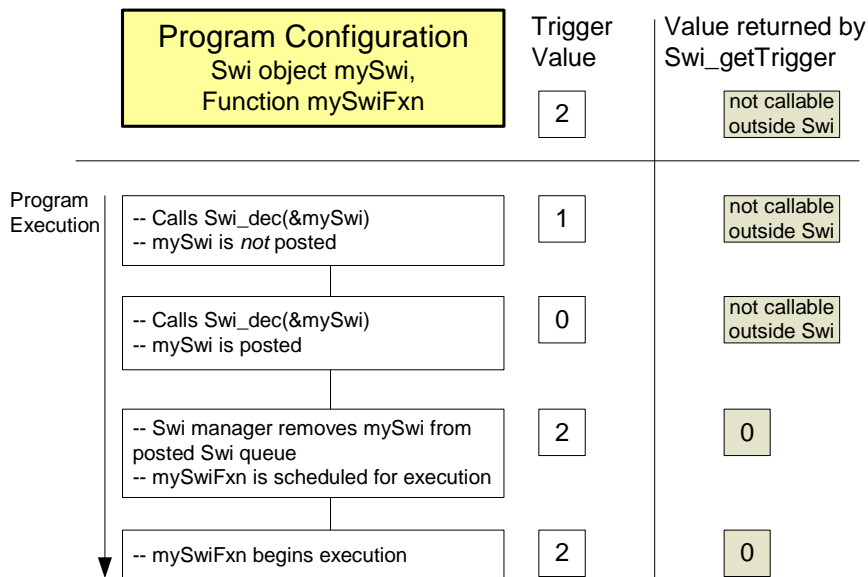 Program Configuration
Swi object mySwi,
Function mySwiFxn
Trigger
Value
Value returned by
Swi_getTrigger
2
not callable
outside Swi
Program
Execution
-- Calls Swi_dec(&mySwi)
-- mySwi is not posted
1
not callable
outside Swi
-- Calls Swi_dec(&mySwi)
-- mySwi is posted
0
not callable
outside Swi
-- Swi manager removes mySwi from
posted Swi queue
-- mySwiFxn is scheduled for execution
2
0
-- mySwiFxn begins execution
2
0